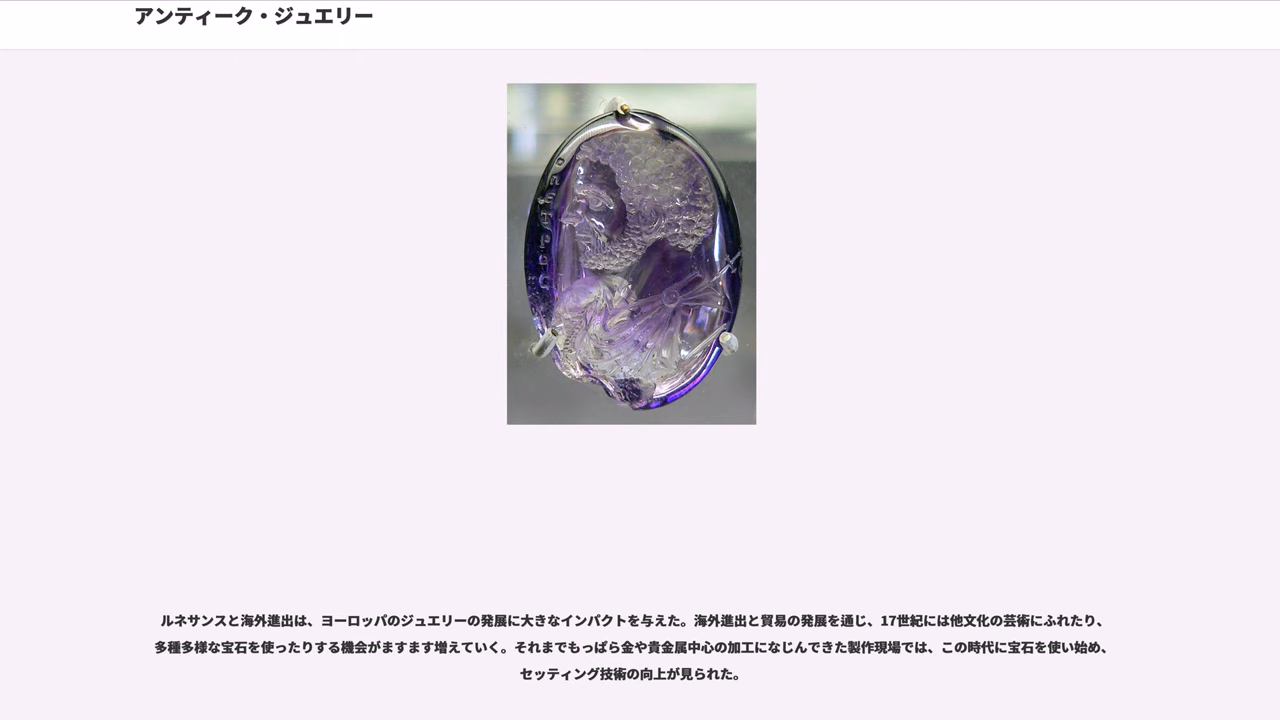 アンティーク・ジュエリー
ルネサンスと海外進出は、ヨーロッパのジュエリーの発展に大きなインパクトを与えた。海外進出と貿易の発展を通じ、17世紀には他文化の芸術にふれたり、
多種多様な宝石を使ったりする機会がますます増えていく。それまでもっぱら金や貴金属中心の加工になじんできた製作現場では、この時代に宝石を使い始め、
セッティング技術の向上が見られた。